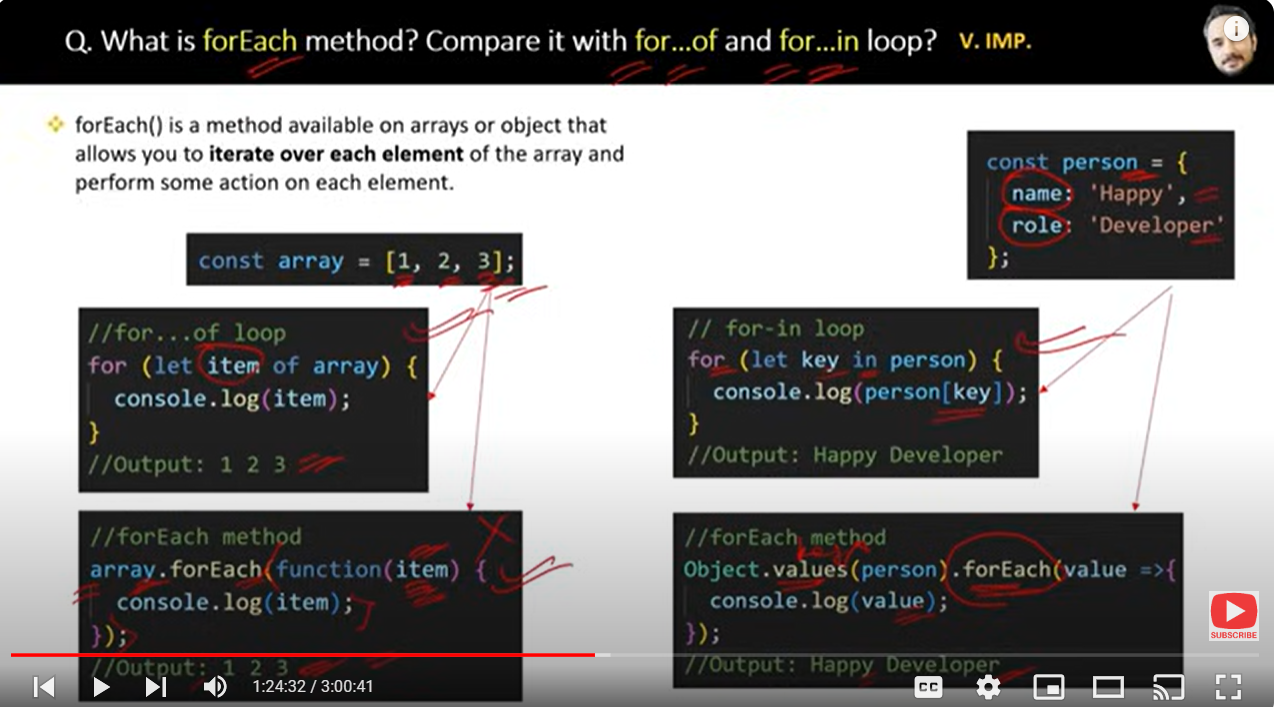 Q. What is forEach method? Compare it with for...of and for...in loop? V. IMP.
forEach() is a method available on arrays or object that
allows you to iterate over each element of the array and
perform some action on each element.
const array = [1, 2, 3];
//for...of loop
for (let item of array) {
console.log(item);
}
//Output: 1 2 3
//forEach method
array.forEach(function(item) {
console.log(item);
});
//Output: 1 2 3
const person = {
name: 'Happy',
role: 'Developer'
};
// for-in loop
for (let key in person) {
console.log(person[key]);
}
//Output: Happy Developer
//forEach method
Object.values(person).forEach(value =>{
console.log(value);
});
//Output: Happy Developer
SUBSCRIBE
1:24:32 / 3:00:41
CC